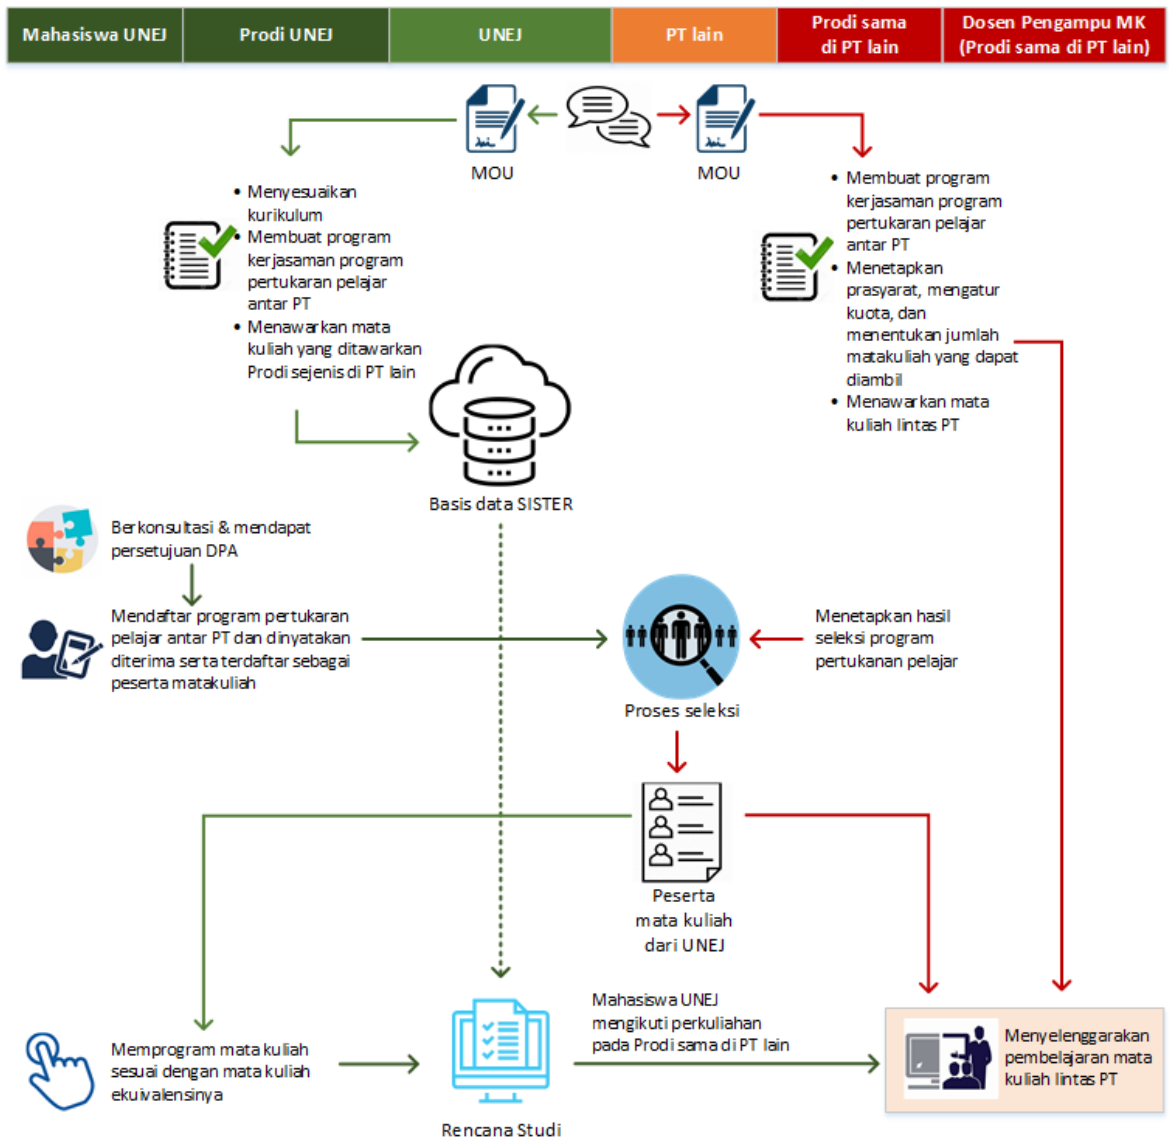 Mahasiswa UNEJ
Prodi UNEJ
UNEJ
PT lain
Prodi sama
di PT lain
Dosen Pengampu MK
(Prodi sama di PT lain)
MOU
MOU
• Menyesuaikan
kurikulum
• Membuat program
kerjasaman program
pertukaran pelajar
antar PT
• Menawarkan mata
kuliah yang ditawarkan
Prodi sejenis di PT lain
• Membuat program
kerjasaman program
pertukaran pelajar
antar PT
• Menetapkan
prasyarat, mengatur
kuota, dan
menentukan jumlah
matakuliah yang dapat
diambil
• Menawarkan mata
kuliah lintas PT
Basis data SISTER
Berkonsultasi & mendapat
persetujuan DPA
Mendaftar program pertukaran
pelajar antar PT dan dinyatakan
diterima serta terdaftar sebagai
peserta matakuliah
Proses seleksi
Menetapkan hasil
seleksi program
pertukanan pelajar
Peserta
mata kuliah
dari UNEJ
Memprogram mata kuliah
sesuai dengan mata kuliah
ekuivalensinya
Rencana Studi
Mahasiswa UNEJ
mengikuti perkuliahan
pada Prodi sama di PT lain
Menyelenggarakan
pembelajaran mata
kuliah lintas PT